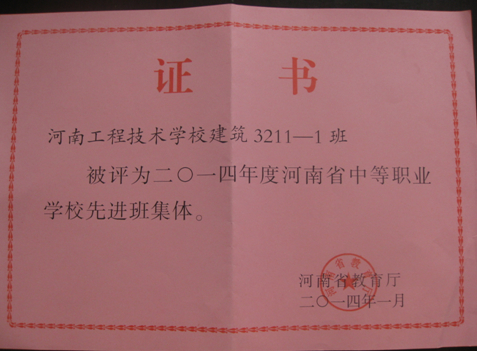 证 书
河南工程技术学校建筑3211—1班
被评为二〇一四年度河南省中等职业
学校先进班集体。
河南省教育厅
二〇一四年一月